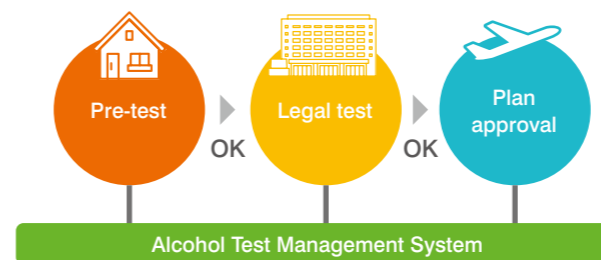 Pre-test
OK
Legal test
OK
Plan
approval
Alcohol Test Management System